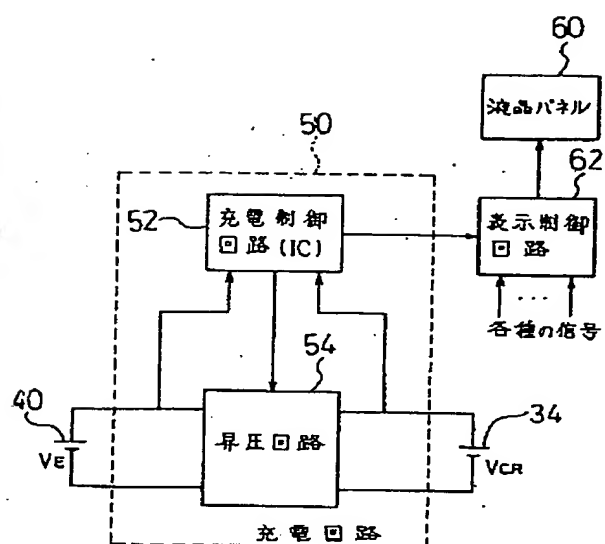 60
液晶パネル
50
62
52
充電制御
回路(IC)
表示制御
回路
...
各種の信号
54
40
34
昇圧回路
VE
VCR
充電回路